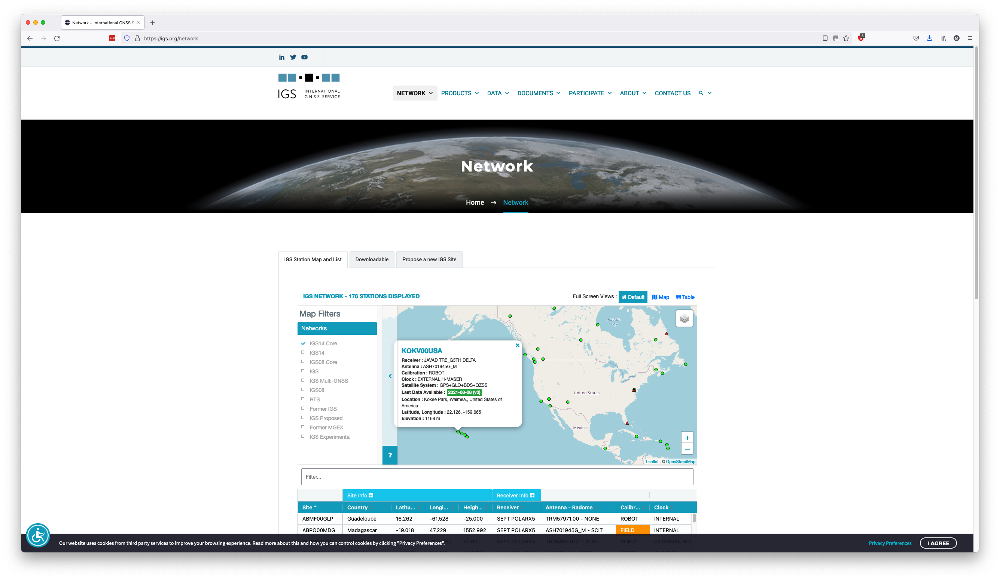 Network – International GNSS S
https://igs.org/network
6
M
IGS INTERNATIONAL
GNSS SERVICE
NETWORK PRODUCTS DATA DOCUMENTS PARTICIPATE ABOUT CONTACT US
Network
Home → Network
IGS Station Map and List Downloadable Propose a new IGS Site
IGS NETWORK - 176 STATIONS DISPLAYED
Full Screen Views : Default Map Table
Map Filters
Networks
IGS14 Core
IGS14
IGS08 Core
IGS
IGS Multi-GNSS
IGS08
RTS
Former IGS
IGS Proposed
Former MGEX
IGS Experimental
?
KOKV00USA
Receiver : JAVAD TRE_G3TH DELTA
Antenna : ASH701945G_M
Calibration : ROBOT
Clock : EXTERNAL H-MASER
Satellite System : GPS+GLO+BDS+QZSS
Last Data Available : 2021-08-08 (v3)
Location : Kokee Park, Waimea,, United States of
America
Latitude, Longitude : 22.126, -159.665
Elevation : 1168 m
Hudson
Bay
United States
México
+
−
Leaflet | © OpenStreetMap
Filter...
Site Info Receiver Info
Site Country Latitu... Longi... Heigh... Receiver Antenna - Radome Calibr... Clock
ABMF00GLP Guadeloupe 16.262 -61.528 -25.000 SEPT POLARX5 TRM57971.00 - NONE ROBOT INTERNAL
ABPO00MDG Madagascar -19.018 47.229 1552.992 SEPT POLARX5 ASH701945G_M - SCIT FIELD INTERNAL
32.000 SEPT POLARX5 TRM59800.00 - SCIS ROBOT EXTERNAL H-M
Our website uses cookies from third party services to improve your browsing experience. Read more about this and how you can control cookies by clicking "Privacy Preferences".
Privacy Preferences I AGREE